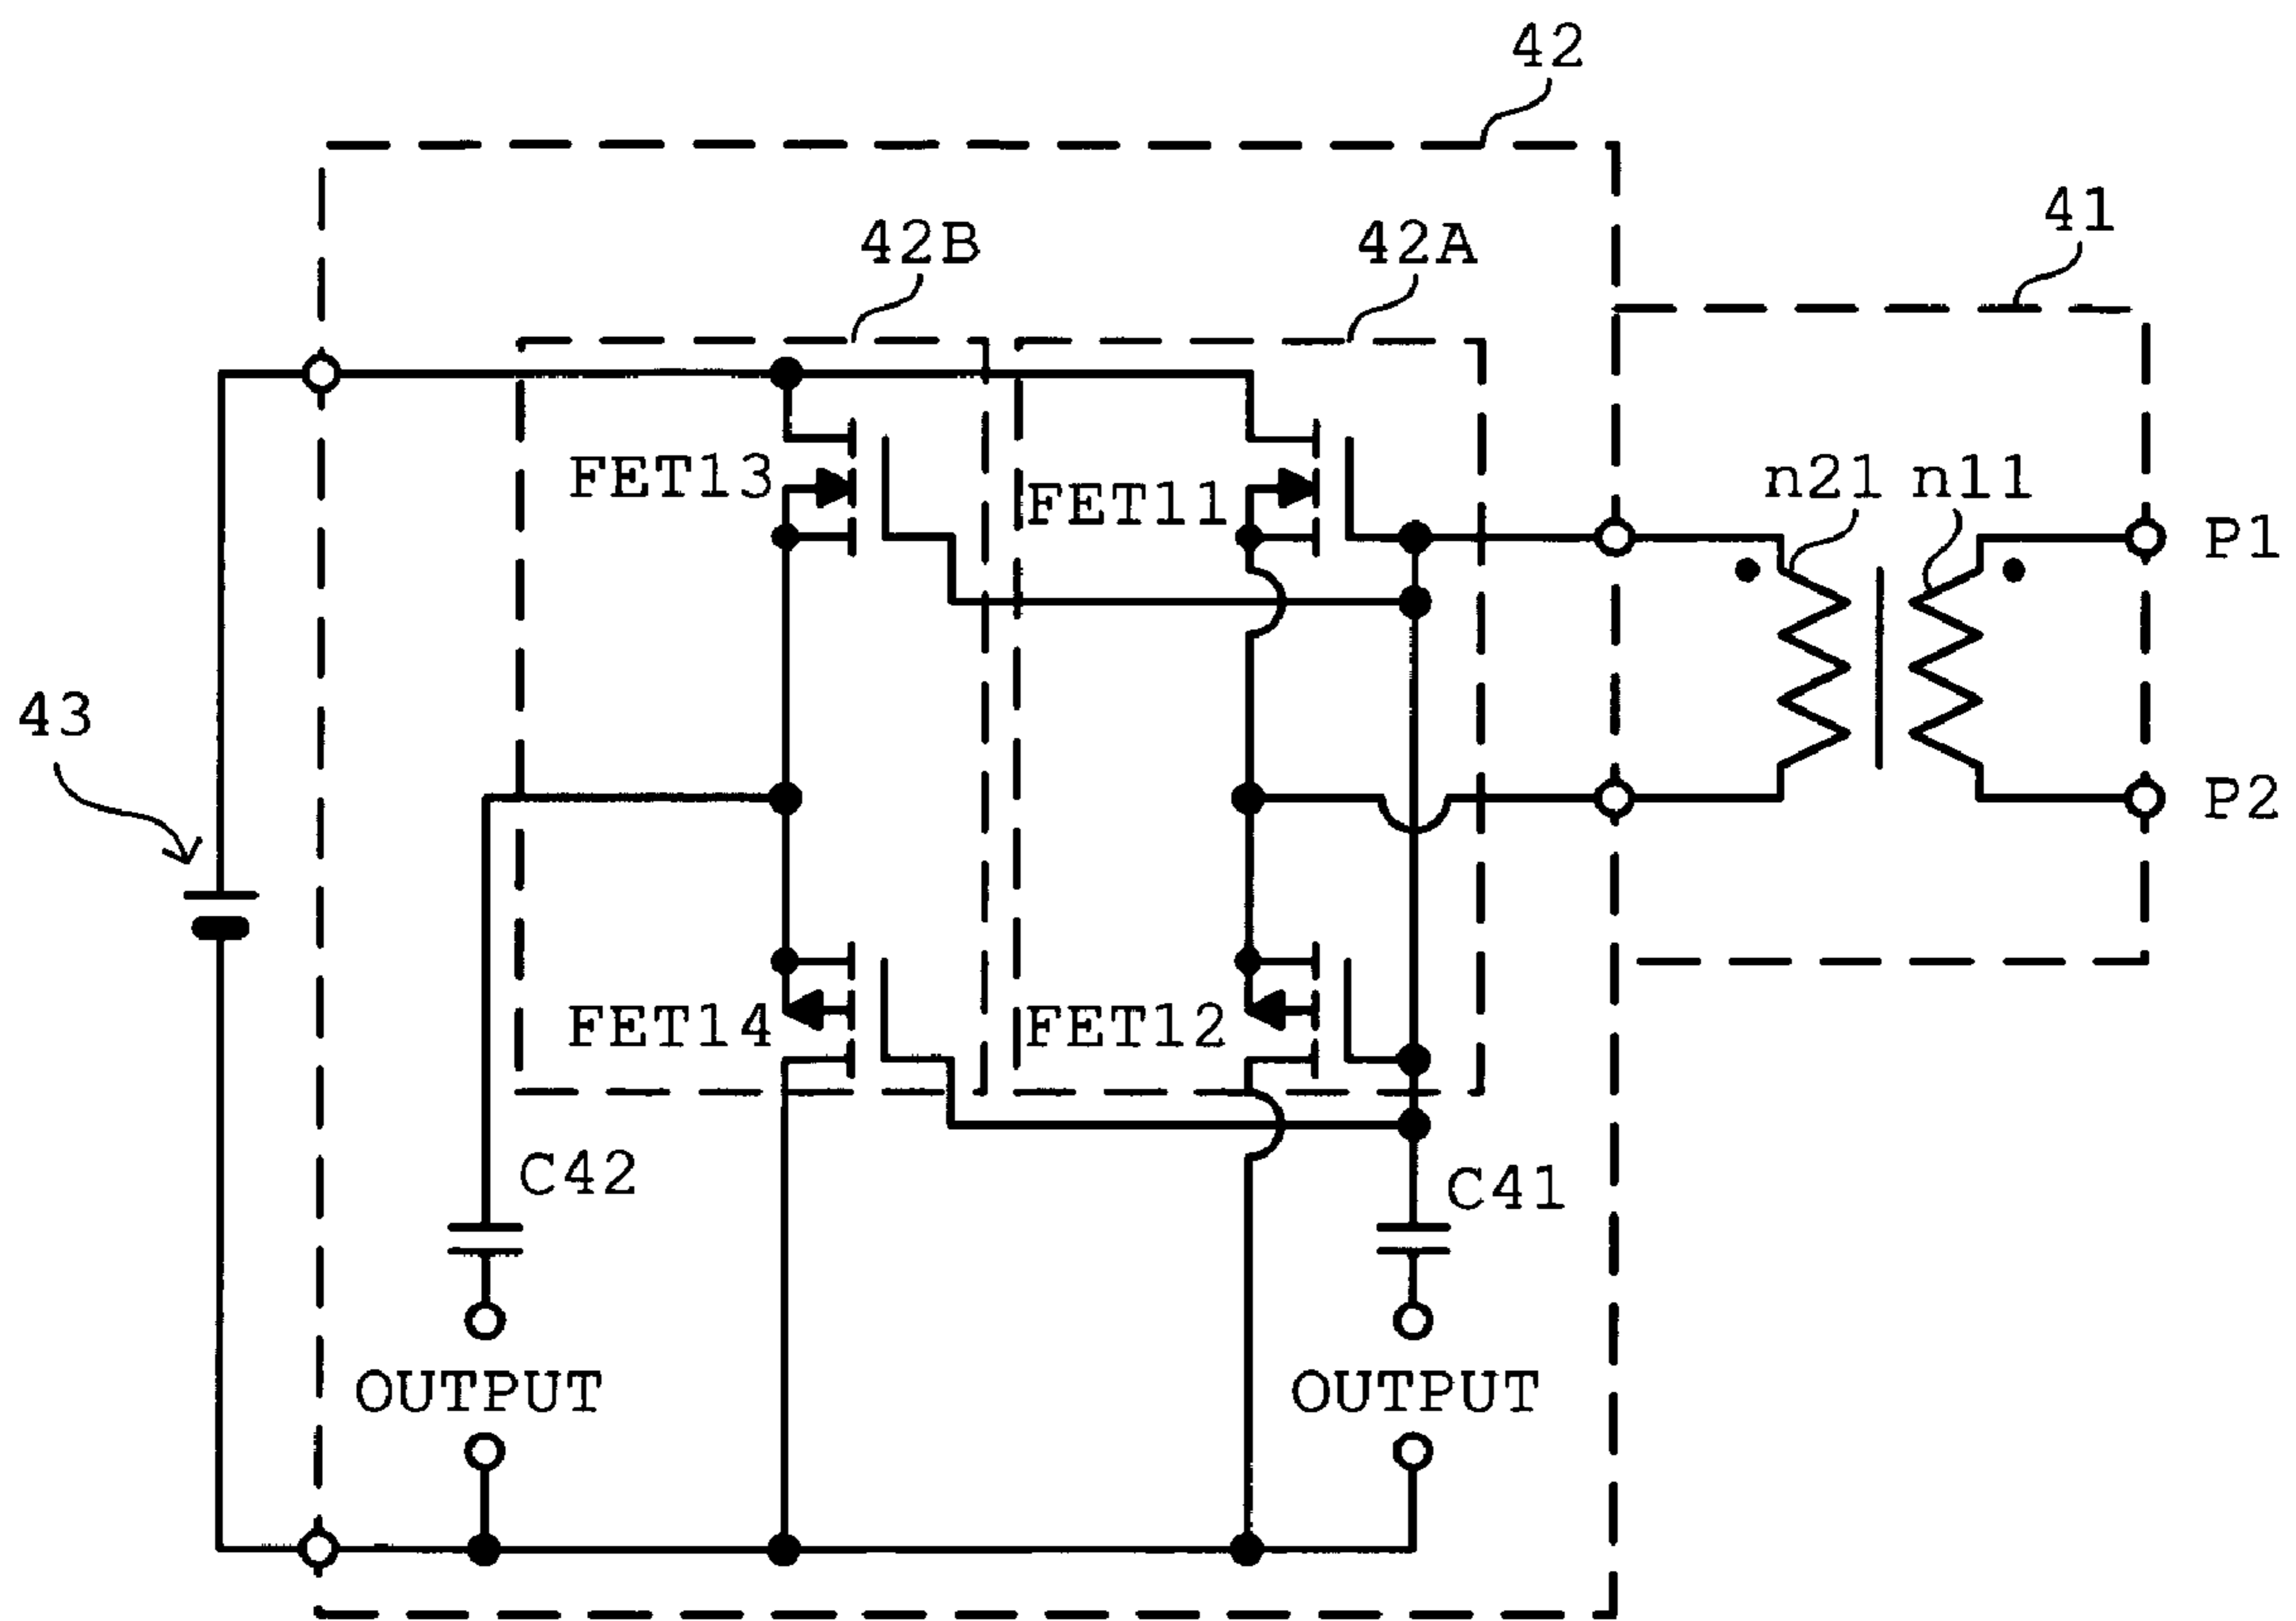 42
41
42B
42A
FET13
FET11
n21
n11
P1
43
P2
FET14
FET12
C42
C41
OUTPUT
OUTPUT